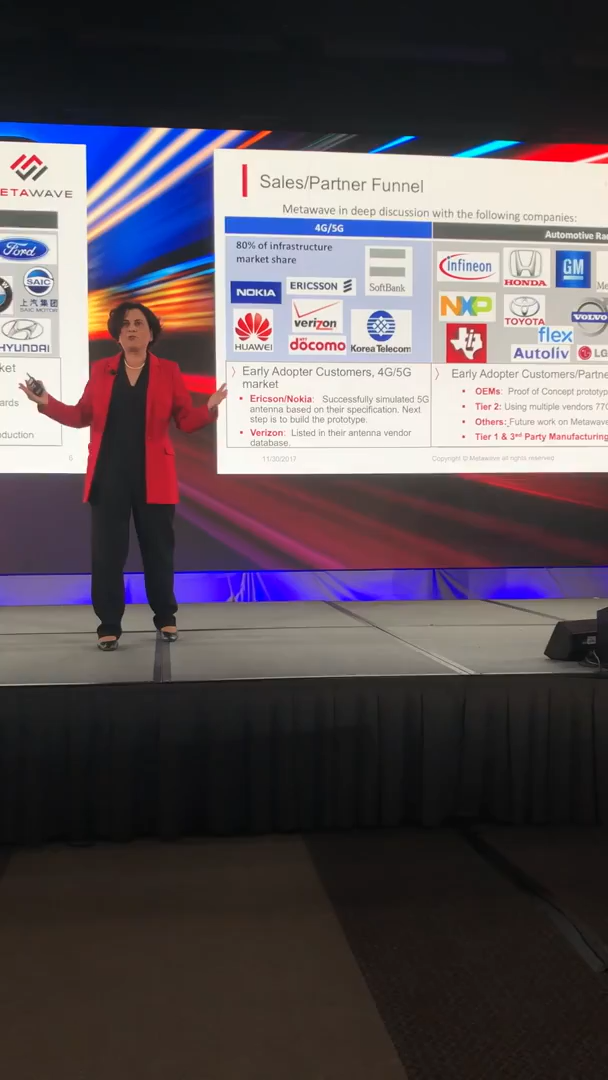 ETAWAVE
Ford
SAIC
上汽集团
SAIC MOTOR
HYUNDAI
ket
ards
oduction
5
Sales/Partner Funnel
Metawave in deep discussion with the following companies:
4G/5G
80% of infrastructure
market share
SoftBank
NOKIA
ERICSSON
HUAWEI
verizon
docomo
Korea Telecom
Early Adopter Customers, 4G/5G
market
Ericson/Nokia: Successfully simulated 5G
antenna based on their specification. Next
step is to build the prototype.
Verizon: Listed in their antenna vendor
database.
11/30/2017
Automotive Ra
Infineon
HONDA
GM
Me
NXP
TOYOTA
VOLVO
flex
Autoliv
LG
Early Adopter Customers/Partne
OEMs: Proof of Concept prototyp
Tier 2: Using multiple vendors 77G
Others: Future work on Metawave
Tier 1 & 3rd Party Manufacturing
Copyright © Metawave all rights reserved